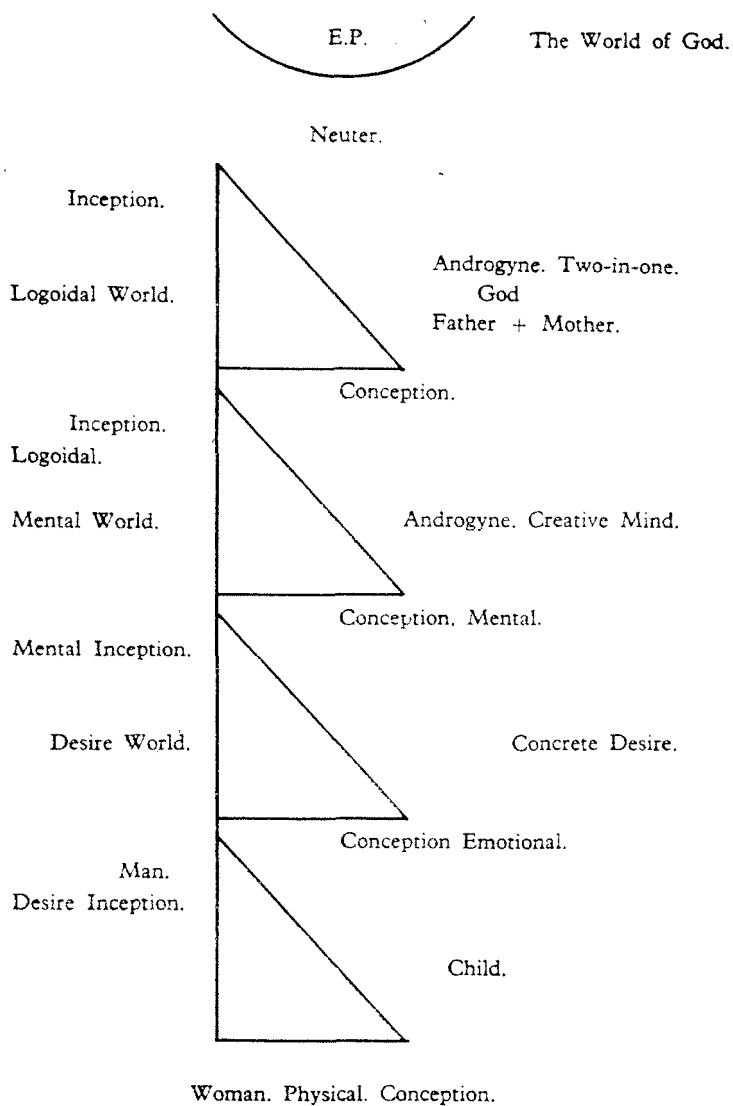 E.P.
The World of God.
Neuter.
Inception.
Androgyne. Two-in-one.
Logoidal World.
God
Father + Mother.
Conception.
Inception.
Logoidal.
Mental World.
Androgyne. Creative Mind.
Conception. Mental.
Mental Inception.
Desire World.
Concrete Desire.
Conception Emotional.
Man.
Desire Inception.
Child.
Woman. Physical. Conception.